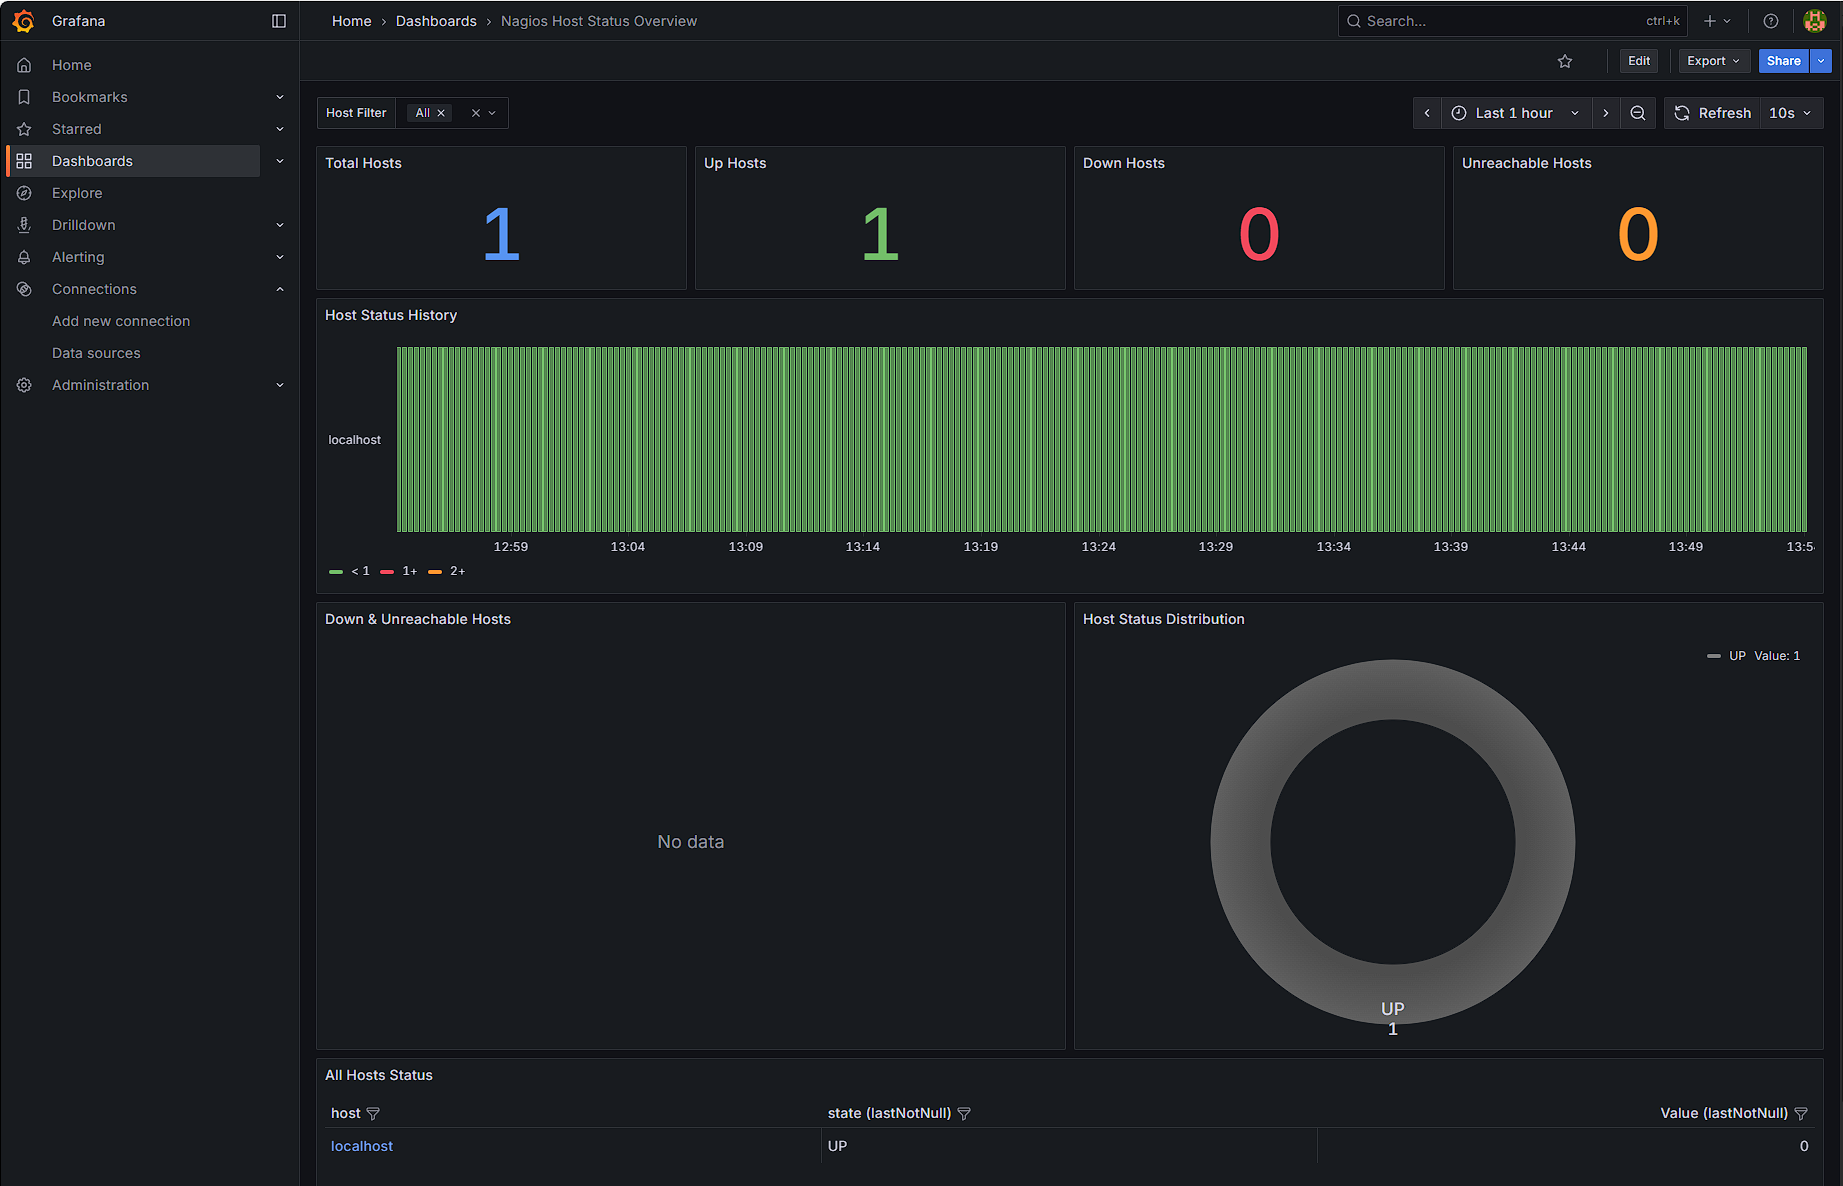 Grafana
Home › Dashboards › Nagios Host Status Overview
Search... ctrl+k
Edit Export Share
Home
Bookmarks
Starred
Dashboards
Explore
Drilldown
Alerting
Connections
Add new connection
Data sources
Administration
Host Filter All
Last 1 hour Refresh 10s
Total Hosts
1
Up Hosts
1
Down Hosts
0
Unreachable Hosts
0
Host Status History
localhost
12:59 13:04 13:09 13:14 13:19 13:24 13:29 13:34 13:39 13:44 13:49 13:5
< 1 1+ 2+
Down & Unreachable Hosts
No data
Host Status Distribution
UP Value: 1
UP
1
All Hosts Status
host state (lastNotNull) Value (lastNotNull)
localhost UP 0